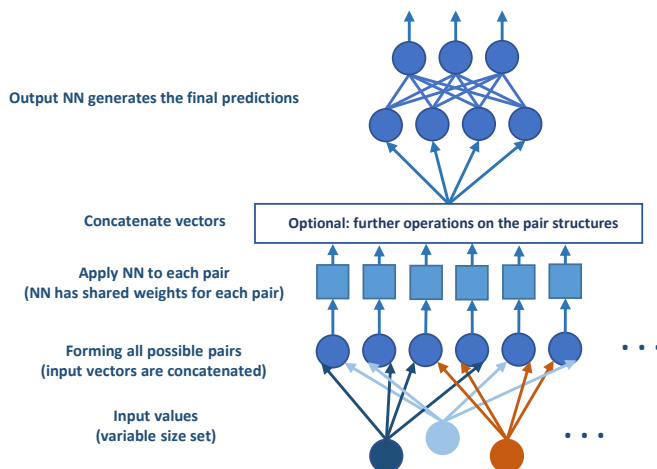 Output NN generates the final predictions
Concatenate vectors
Optional: further operations on the pair structures
Apply NN to each pair
(NN has shared weights for each pair)
Forming all possible pairs
(input vectors are concatenated)
. . .
Input values
(variable size set)
. . .